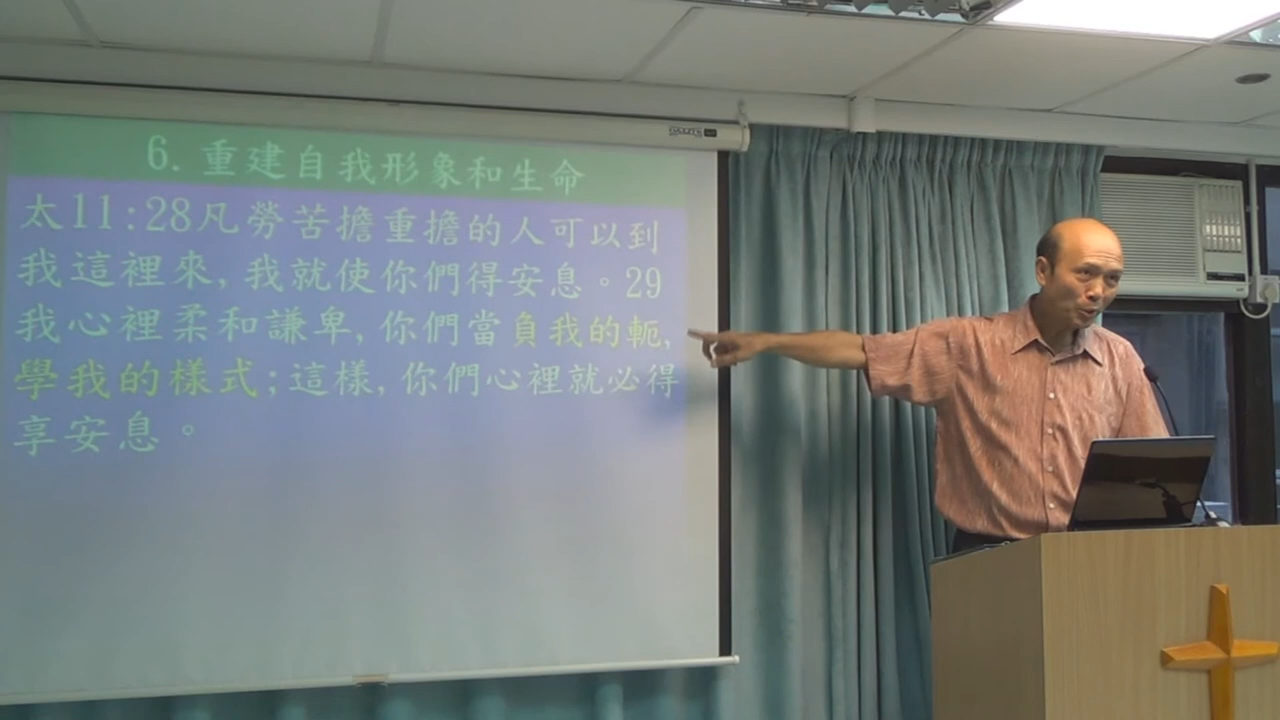 6. 重建自我形象和生命
太11:28凡勞苦擔重擔的人可以到
我這裡來,我就使你們得安息。29
我心裡柔和謙卑,你們當負我的軛,
學我的樣式;這樣,你們心裡就必得
享安息。